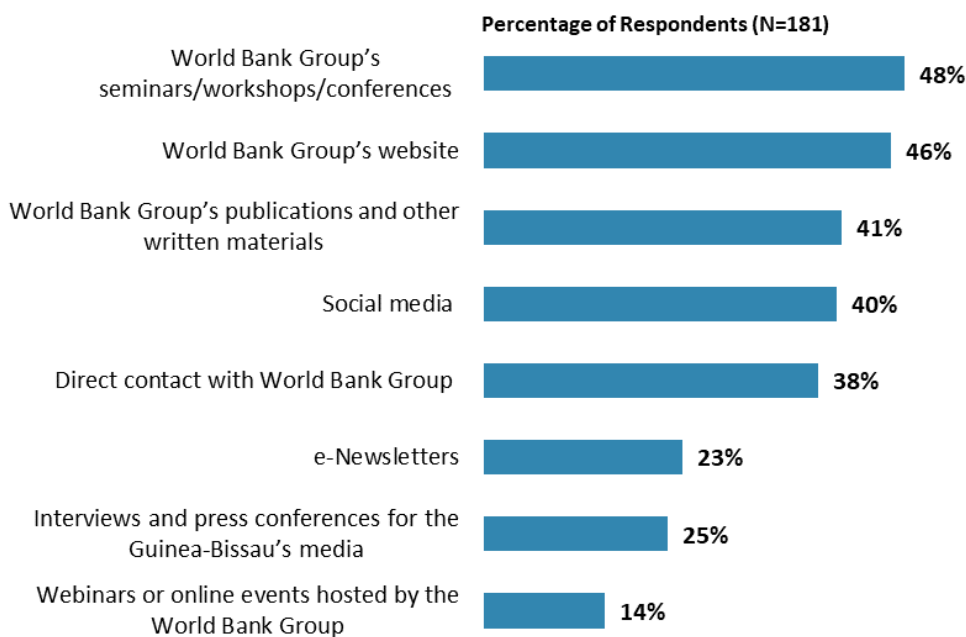 Percentage of Respondents (N=181)
World Bank Group’s
seminars/workshops/conferences
48%
World Bank Group’s website
46%
World Bank Group’s publications and other
written materials
41%
Social media
40%
Direct contact with World Bank Group
38%
e-Newsletters
23%
Interviews and press conferences for the
Guinea-Bissau’s media
25%
Webinars or online events hosted by the
World Bank Group
14%